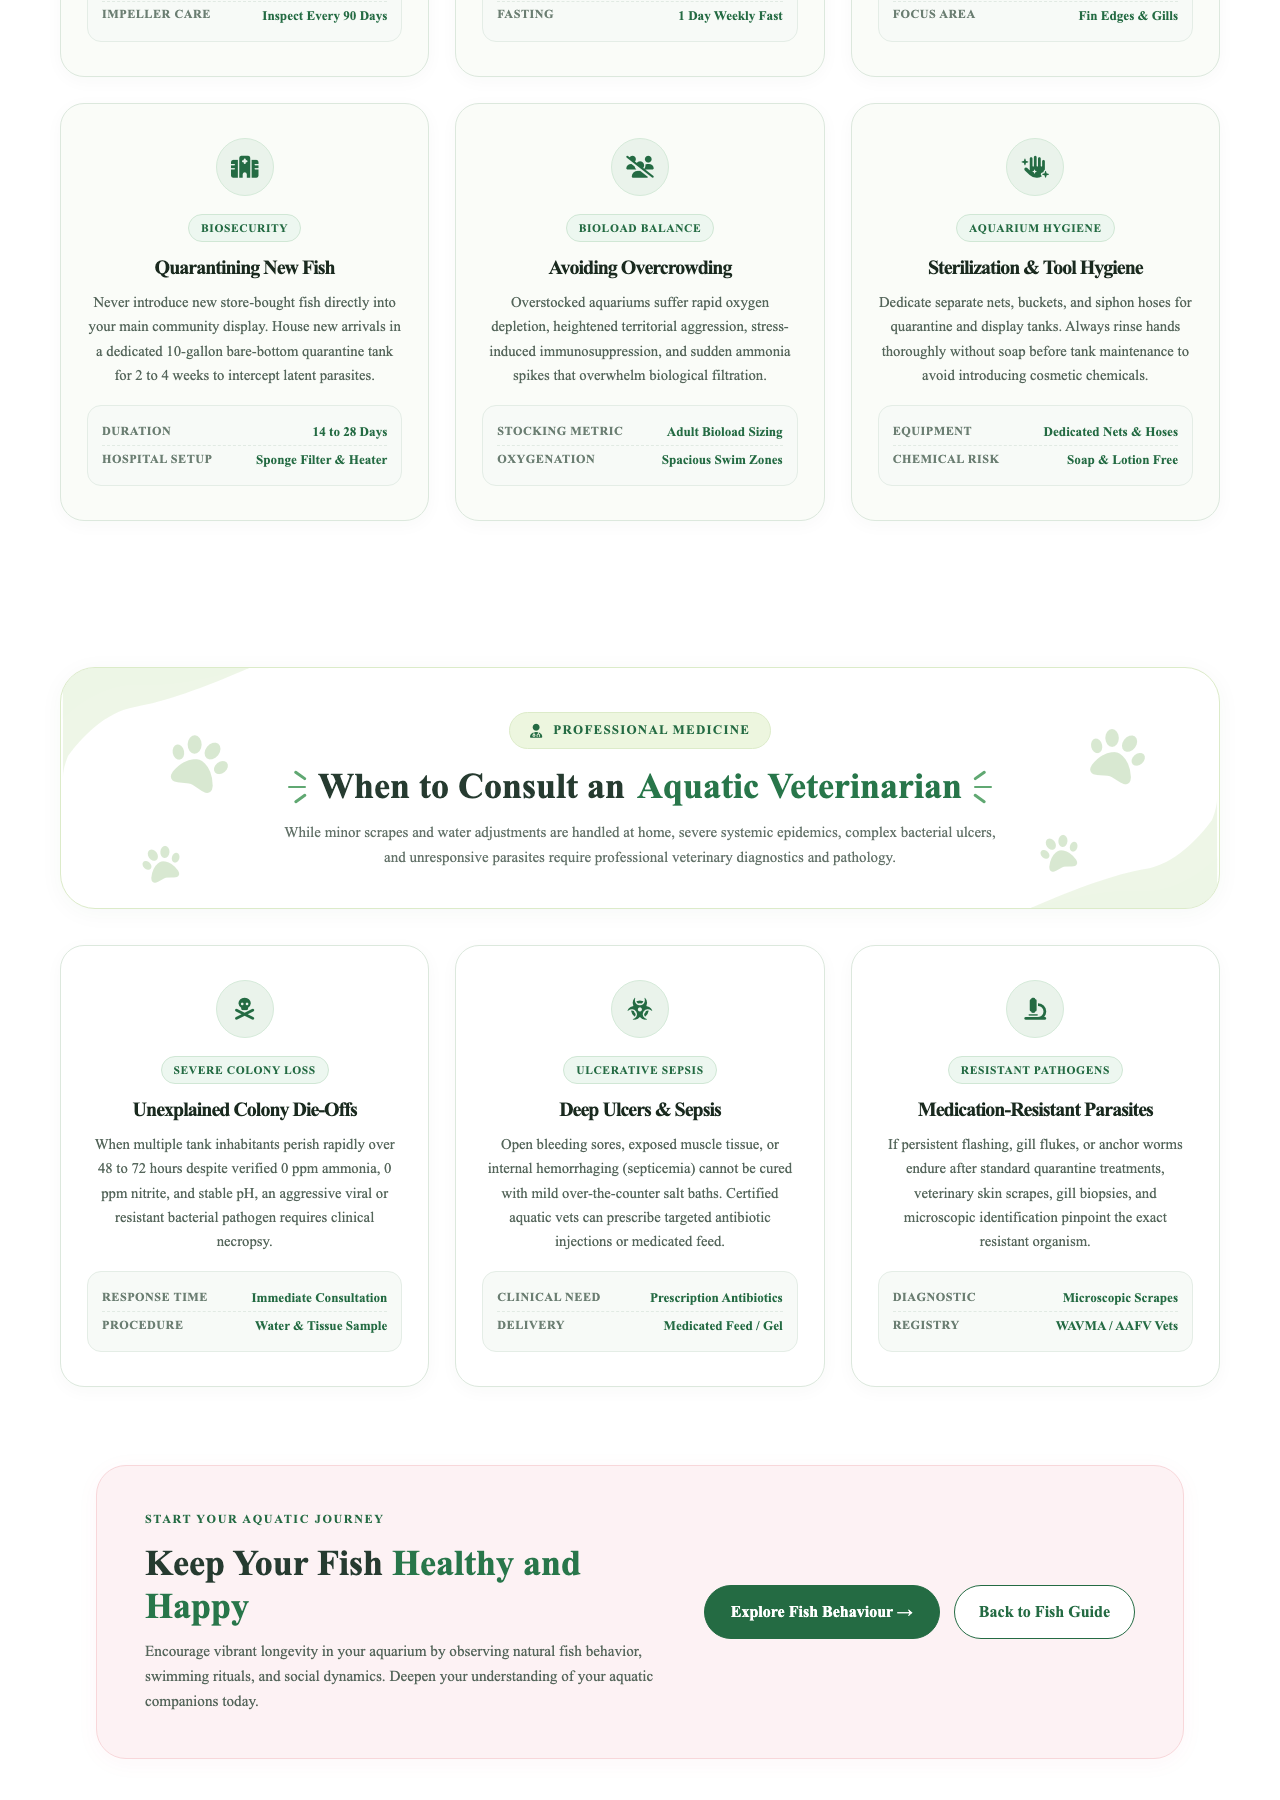 IMPELLER CARE Inspect Every 90 Days
FASTING 1 Day Weekly Fast
FOCUS AREA Fin Edges & Gills
BIOSECURITY
Quarantining New Fish
Never introduce new store-bought fish directly into
your main community display. House new arrivals in
a dedicated 10-gallon bare-bottom quarantine tank
for 2 to 4 weeks to intercept latent parasites.
DURATION 14 to 28 Days
HOSPITAL SETUP Sponge Filter & Heater
BIOLOAD BALANCE
Avoiding Overcrowding
Overstocked aquariums suffer rapid oxygen
depletion, heightened territorial aggression, stress-
induced immunosuppression, and sudden ammonia
spikes that overwhelm biological filtration.
STOCKING METRIC Adult Bioload Sizing
OXYGENATION Spacious Swim Zones
AQUARIUM HYGIENE
Sterilization & Tool Hygiene
Dedicate separate nets, buckets, and siphon hoses for
quarantine and display tanks. Always rinse hands
thoroughly without soap before tank maintenance to
avoid introducing cosmetic chemicals.
EQUIPMENT Dedicated Nets & Hoses
CHEMICAL RISK Soap & Lotion Free
PROFESSIONAL MEDICINE
When to Consult an Aquatic Veterinarian
While minor scrapes and water adjustments are handled at home, severe systemic epidemics, complex bacterial ulcers,
and unresponsive parasites require professional veterinary diagnostics and pathology.
SEVERE COLONY LOSS
Unexplained Colony Die-Offs
When multiple tank inhabitants perish rapidly over
48 to 72 hours despite verified 0 ppm ammonia, 0
ppm nitrite, and stable pH, an aggressive viral or
resistant bacterial pathogen requires clinical
necropsy.
RESPONSE TIME Immediate Consultation
PROCEDURE Water & Tissue Sample
ULCERATIVE SEPSIS
Deep Ulcers & Sepsis
Open bleeding sores, exposed muscle tissue, or
internal hemorrhaging (septicemia) cannot be cured
with mild over-the-counter salt baths. Certified
aquatic vets can prescribe targeted antibiotic
injections or medicated feed.
CLINICAL NEED Prescription Antibiotics
DELIVERY Medicated Feed / Gel
RESISTANT PATHOGENS
Medication-Resistant Parasites
If persistent flashing, gill flukes, or anchor worms
endure after standard quarantine treatments,
veterinary skin scrapes, gill biopsies, and
microscopic identification pinpoint the exact
resistant organism.
DIAGNOSTIC Microscopic Scrapes
REGISTRY WAVMA / AAFV Vets
START YOUR AQUATIC JOURNEY
Keep Your Fish Healthy and
Happy
Encourage vibrant longevity in your aquarium by observing natural fish behavior,
swimming rituals, and social dynamics. Deepen your understanding of your aquatic
companions today.
Explore Fish Behaviour →
Back to Fish Guide